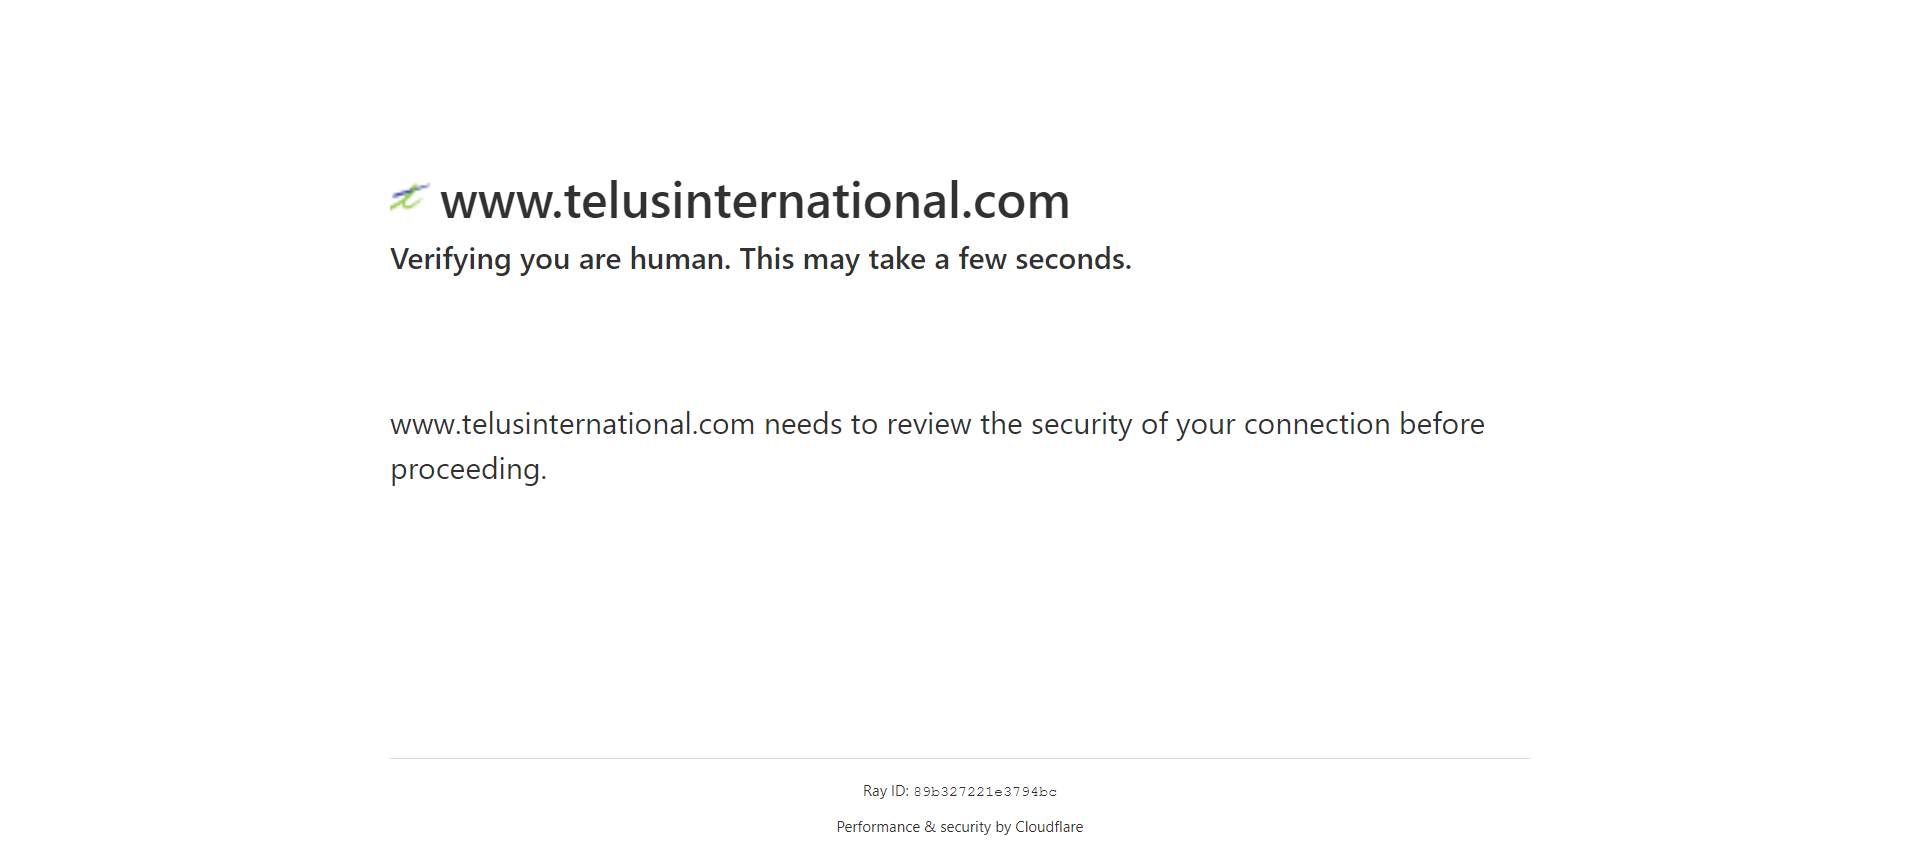 www.telusinternational.com
Verifying you are human. This may take a few seconds.
www.telusinternational.com needs to review the security of your connection before
proceeding.
Ray ID: 89b327221e3794bc
Performance & security by Cloudflare